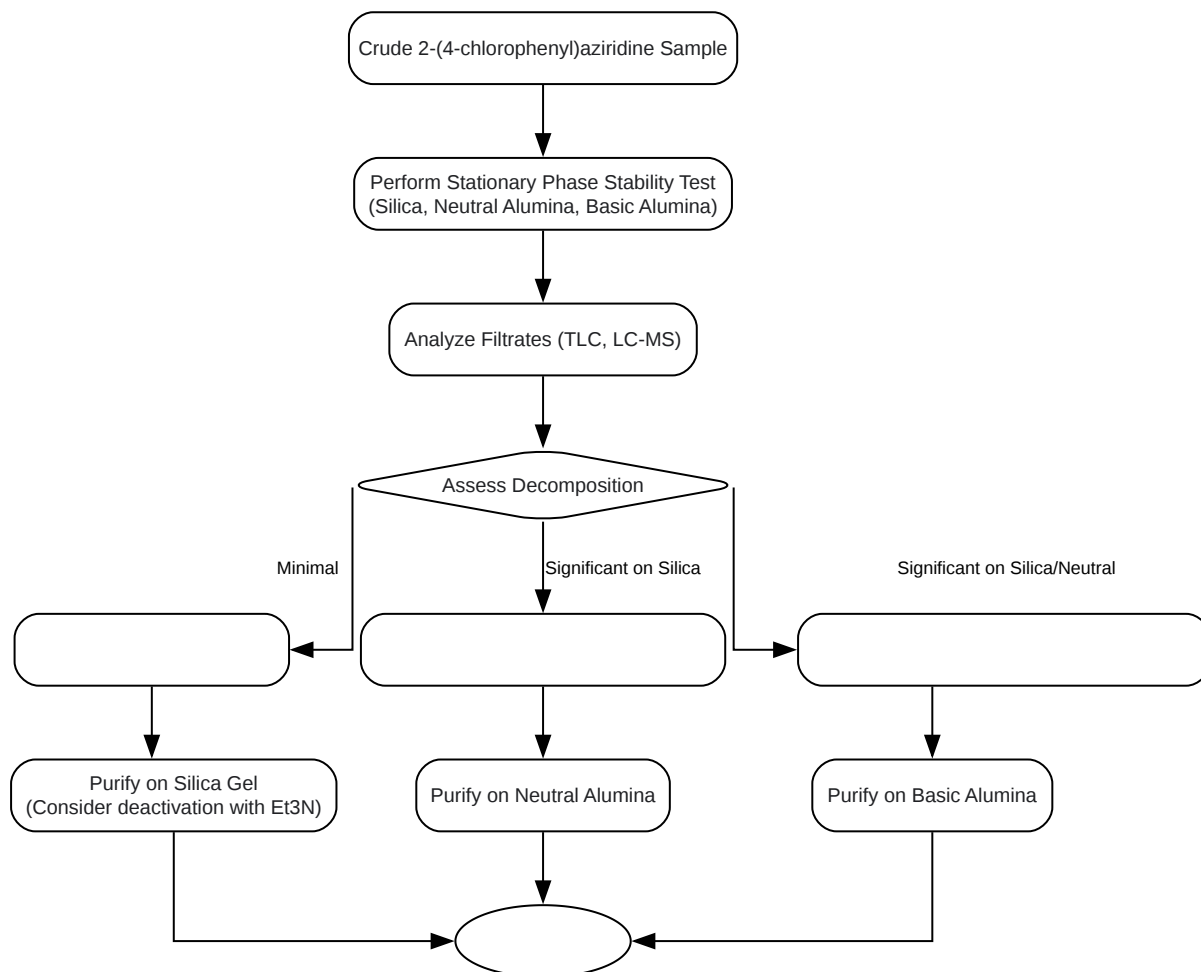 Crude 2-(4-chlorophenyl)aziridine Sample
Perform Stationary Phase Stability Test
(Silica, Neutral Alumina, Basic Alumina)
Analyze Filtrates (TLC, LC-MS)
Assess Decomposition
Minimal
Significant on Silica
Significant on Silica/Neutral
Purify on Silica Gel
(Consider deactivation with Et3N)
Purify on Neutral Alumina
Purify on Basic Alumina